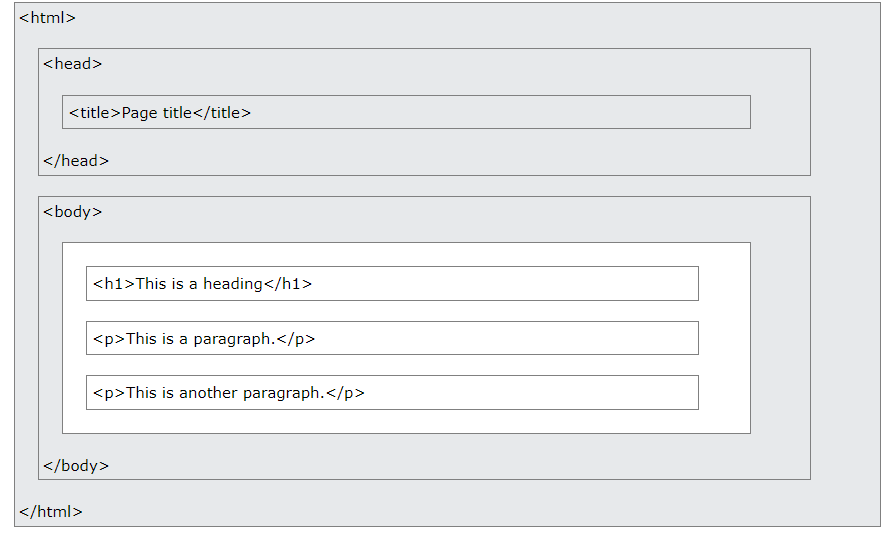 <html>
<head>
<title>Page title</title>
</head>
<body>
<h1>This is a heading</h1>
<p>This is a paragraph.</p>
<p>This is another paragraph.</p>
</body>
</html>